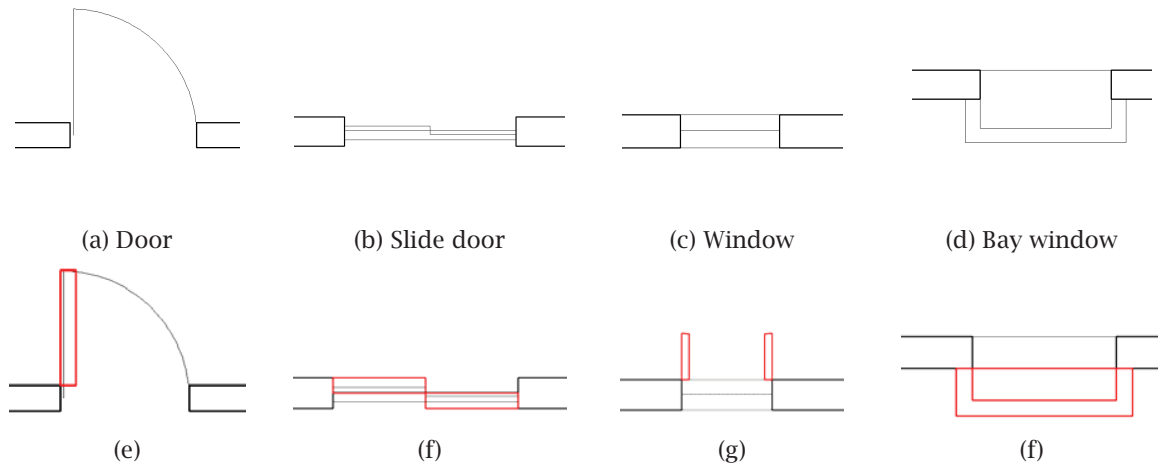 (a) Door
(b) Slide door
(c) Window
(d) Bay window
(e)
(f)
(g)
(f)